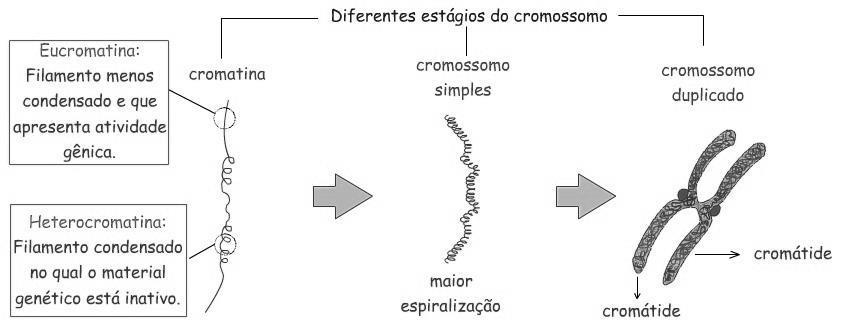 Diferentes estágios do cromossomo
Eucromatina:
Filamento menos
condensado e que
apresenta atividade
gênica.
cromatina
Heterocromatina:
Filamento condensado
no qual o material
genético está inativo.
cromossomo
simples
maior
espiralização
cromossomo
duplicado
cromátide
cromátide